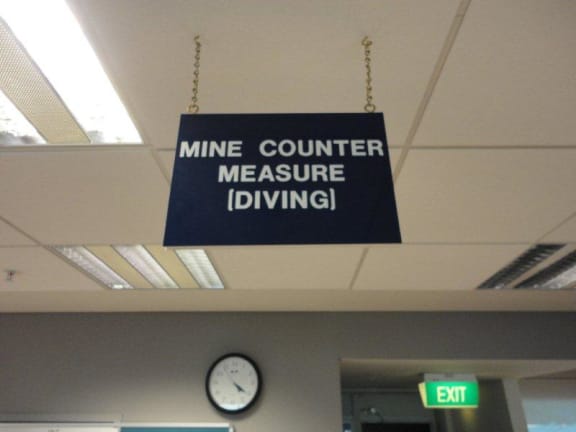 MINE COUNTER
MEASURE
(DIVING)
EXIT